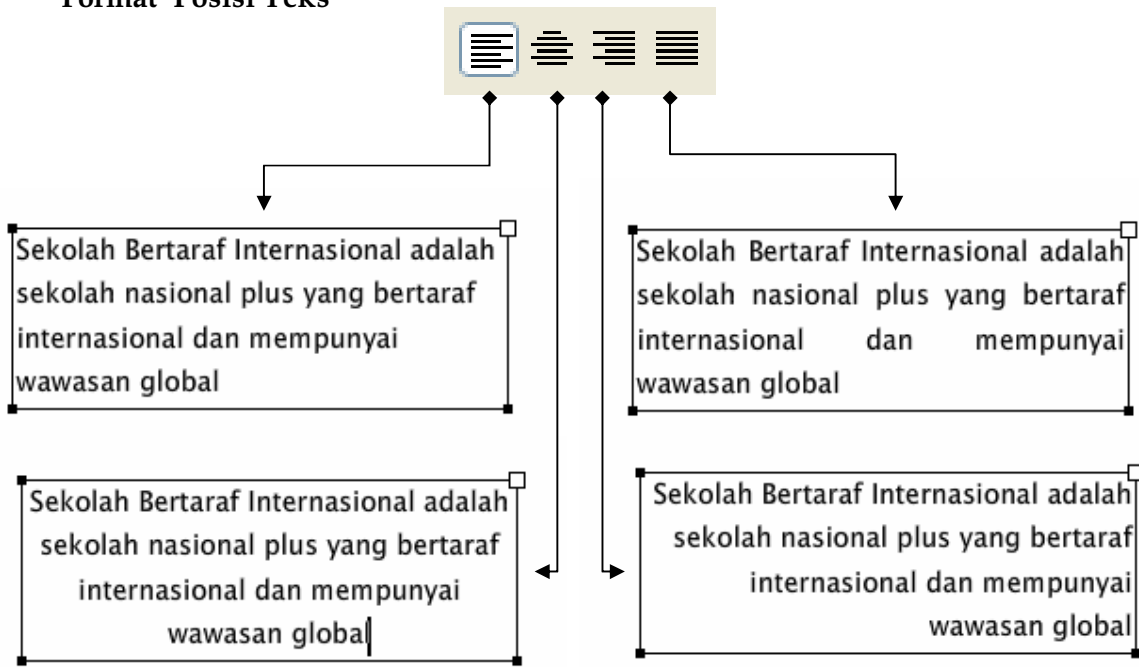 Format Posisi Teks
Sekolah Bertaraf Internasional adalah
sekolah nasional plus yang bertaraf
internasional dan mempunyai
wawasan global
Sekolah Bertaraf Internasional adalah
sekolah nasional plus yang bertaraf
internasional dan mempunyai
wawasan global
Sekolah Bertaraf Internasional adalah
sekolah nasional plus yang bertaraf
internasional dan mempunyai
wawasan global
Sekolah Bertaraf Internasional adalah
sekolah nasional plus yang bertaraf
internasional dan mempunyai
wawasan global